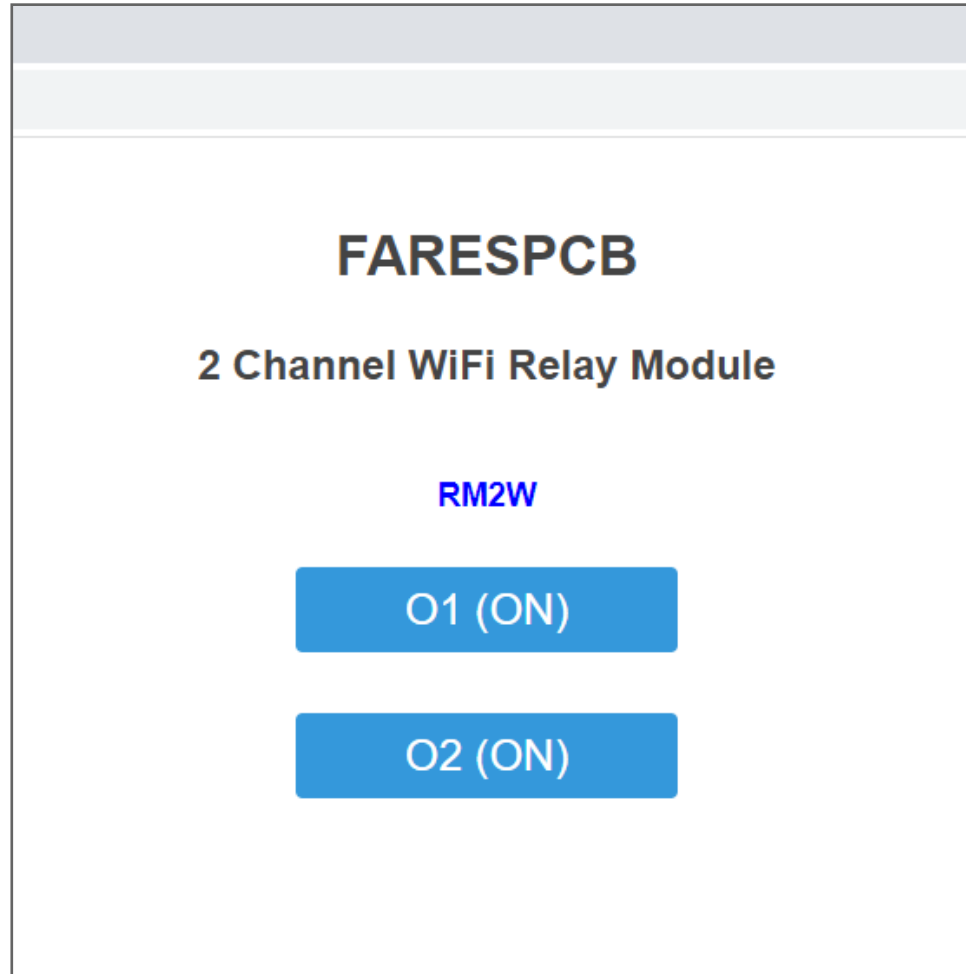 FARESPCB
2 Channel WiFi Relay Module
RM2W
O1 (ON)
O2 (ON)